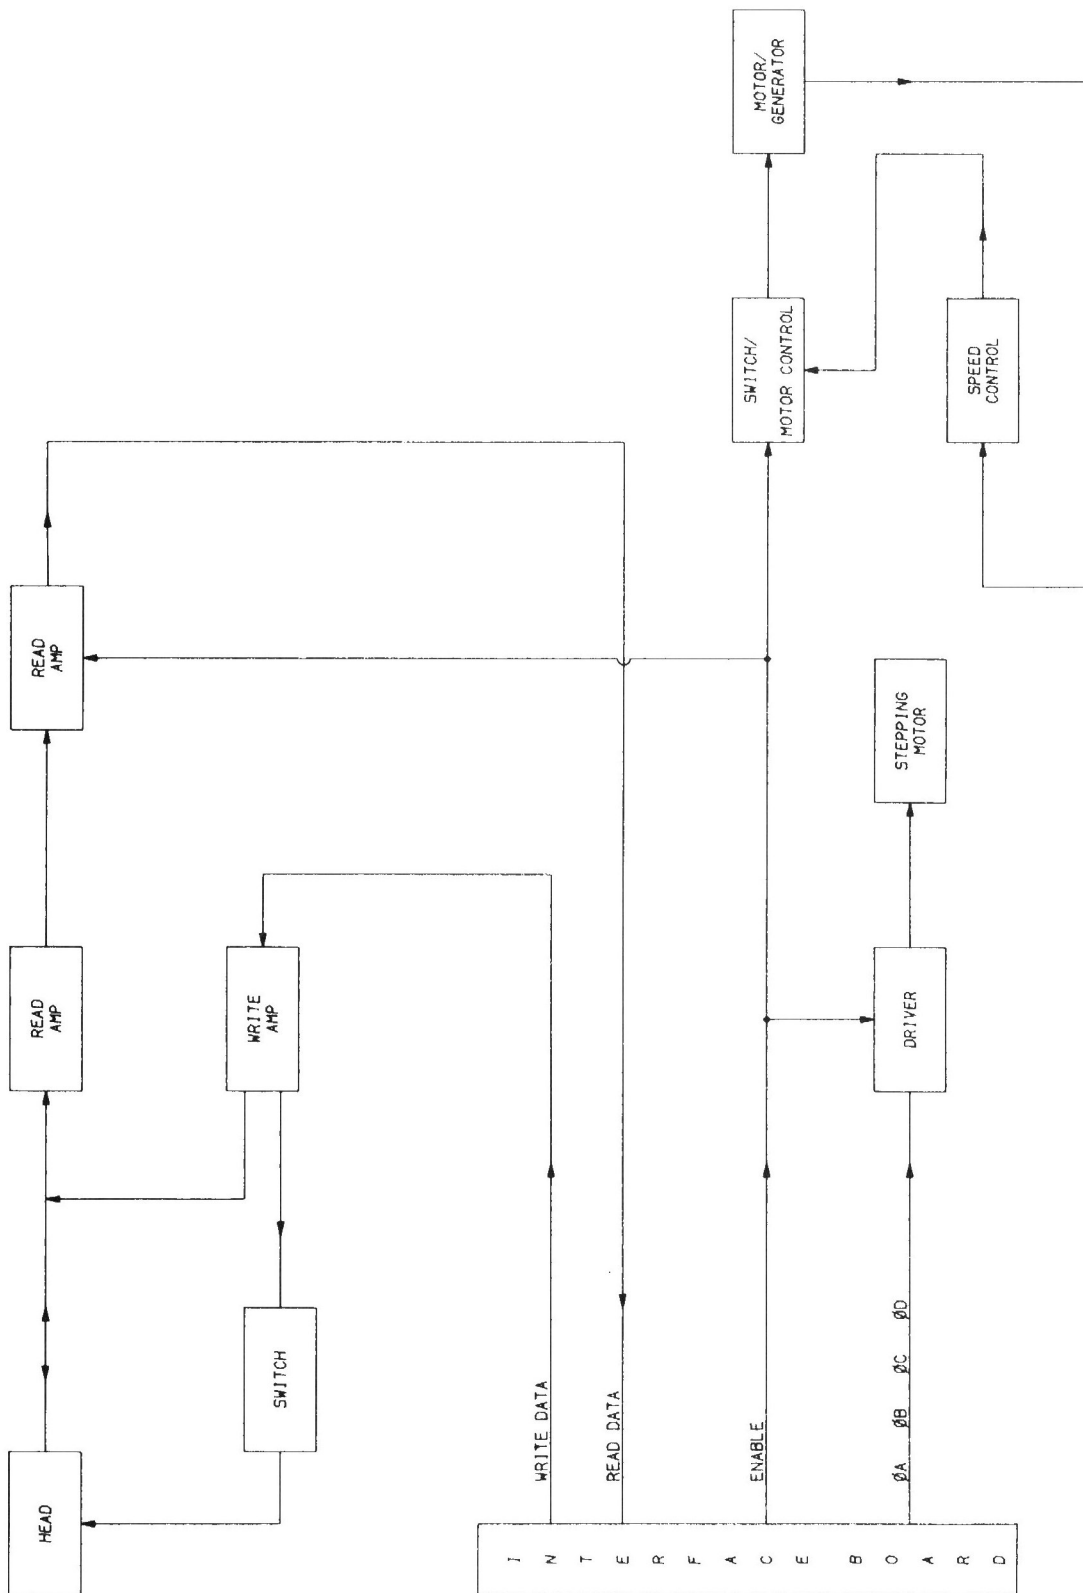 HEAD
READ
AMP
READ
AMP
SWITCH
WRITE
AMP
WRITE DATA
READ DATA
ENABLE
ØA ØB ØC ØD
INTERFACE BOARD
DRIVER
STEPPING
MOTOR
SWITCH/
MOTOR CONTROL
MOTOR/
GENERATOR
SPEED
CONTROL